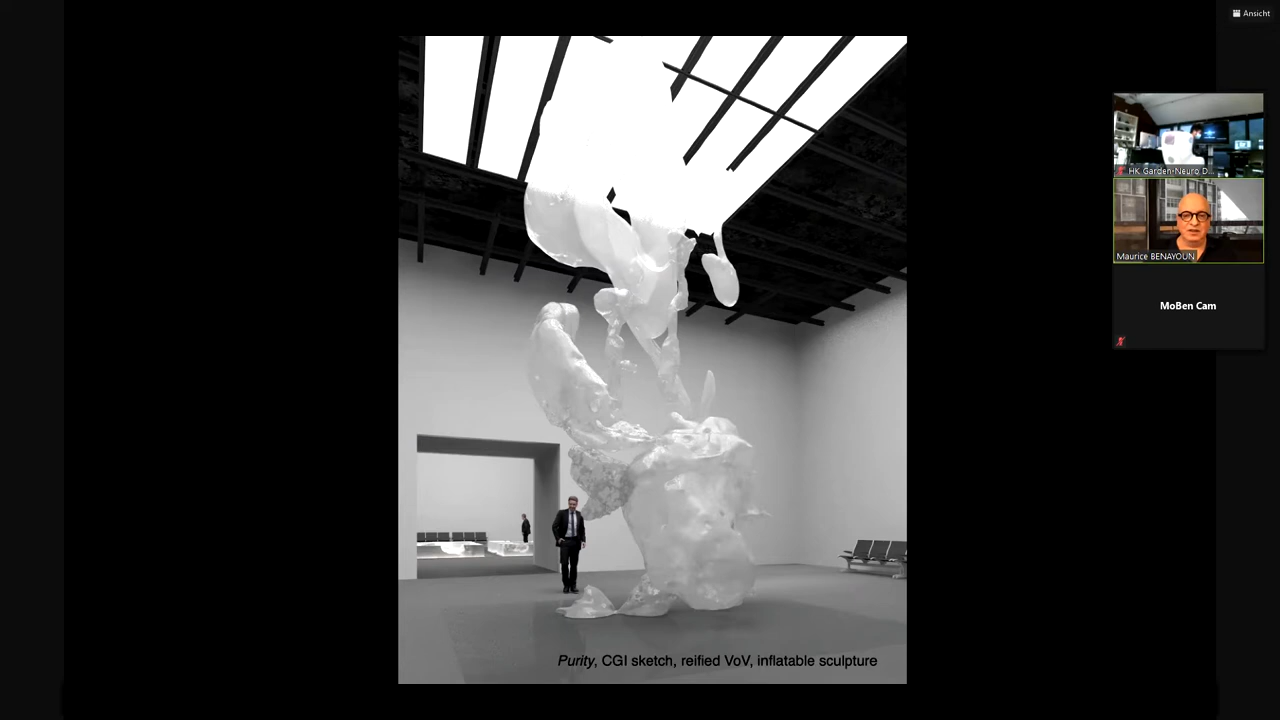 Ansicht
HK Garden-Neuro D...
Maurice BENAYOUN
MoBen Cam
Purity, CGI sketch, reified VoV, inflatable sculpture